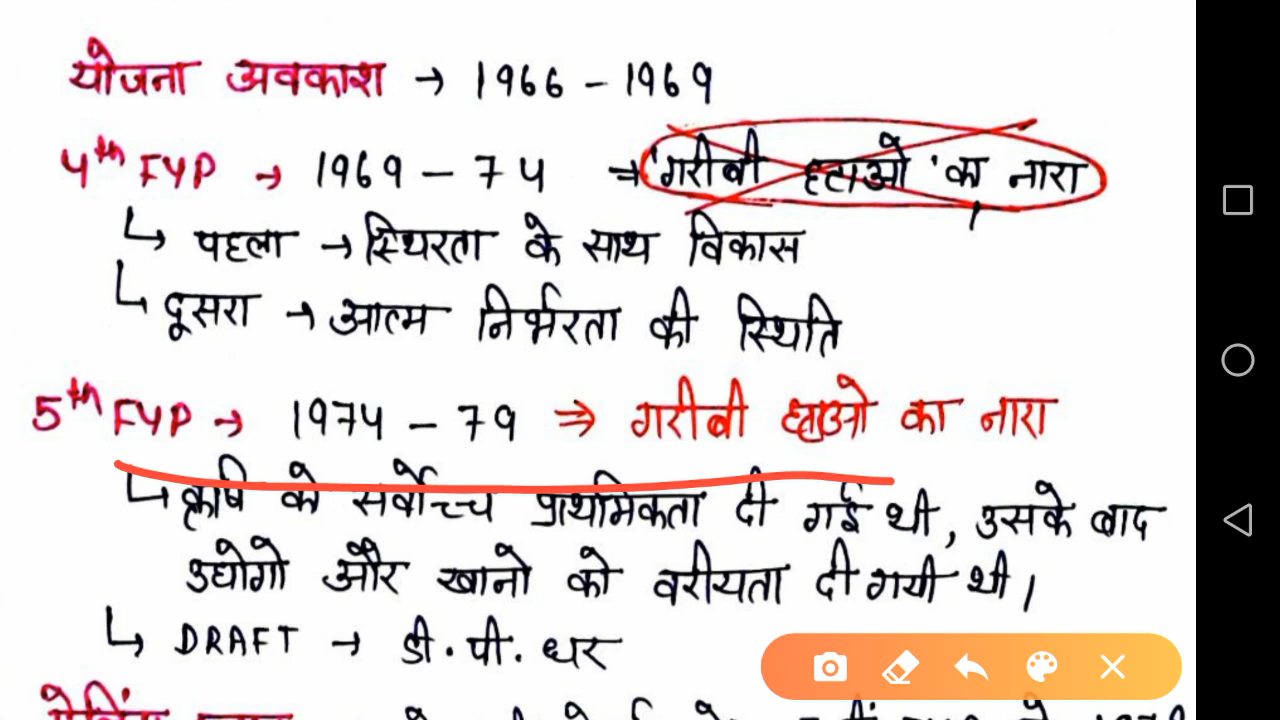 योजना अवकाश → 1966 - 1969
4th FYP → 1969 - 74 ⇒ 'गरीबी हटाओ' का नारा
↳ पहला → स्थिरता के साथ विकास
↳ दूसरा → आत्म निर्भरता की स्थिति
5th FYP → 1974 - 79 ⇒ गरीबी हटाओ का नारा
↳ कृषि को सर्वोच्च प्राथमिकता दी गई थी, उसके बाद
उद्योगो और खानो को वरीयता दी गयी थी।
↳ DRAFT → डी.पी. धर